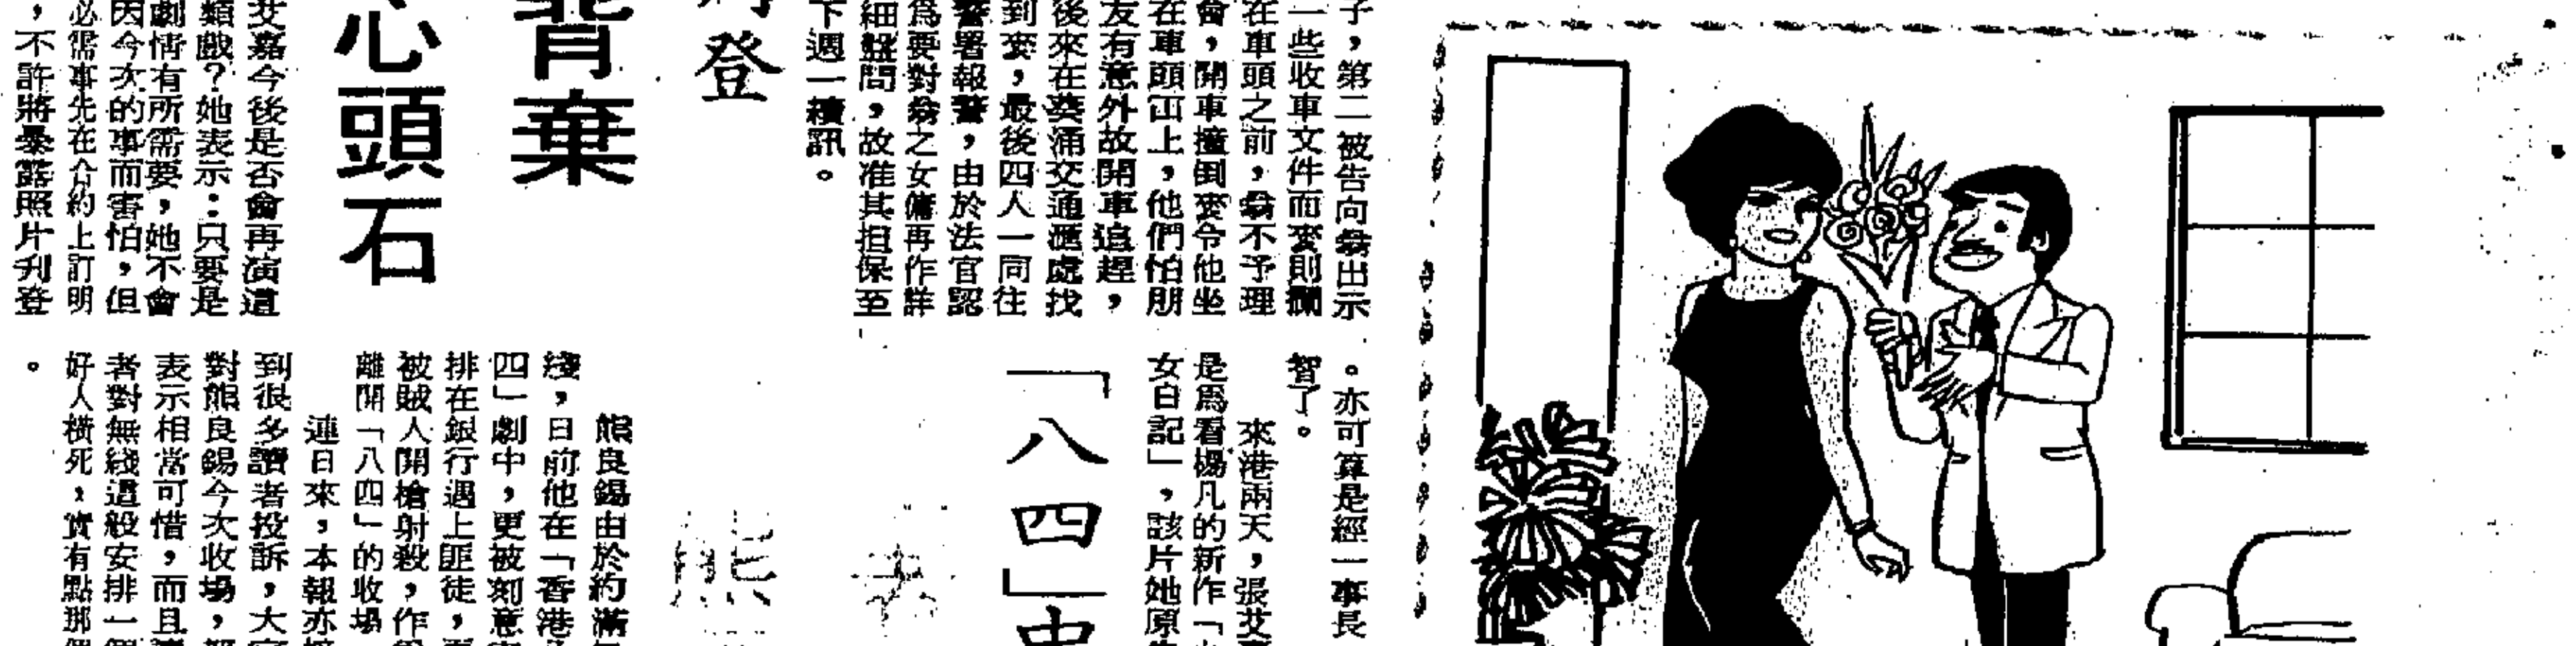 子，第二被告向翁出示
一些收車文件而麥則攔
在車頭之前，翁不予理
會，開車撞倒麥令他坐
在車頭冚上，他們怕朋
友有意外故開車追趕，
後來在葵涌交通滙處找
到麥，最後四人一同往
警署報警，由於法官認
為要對翁之女傭再作詳
細盤問，故准其担保至
下週一續訊。
登
背棄
心頭石
艾嘉今後是否會再演這
類戲？她表示：只要是
劇情有所需要，她不會
因今次的事而害怕，但
必需事先在合約上訂明
，不許將暴露照片刋登
。亦可算是經一事長
智了。
來港兩天，張艾
是為看楊凡的新作「
女日記」，該片她原
「八四」
熊
熊良錫由於約滿
綫，日前他在「香港
四」劇中，更被刻意
排在銀行遇上匪徒，
被賊人開槍射殺，作
離開「八四」的收場
連日來，本報亦
到很多讀者投訴，大
對熊良錫今次收場，
表示相當可惜，而且
者對無綫這般安排一
好人橫死，實有點那
。